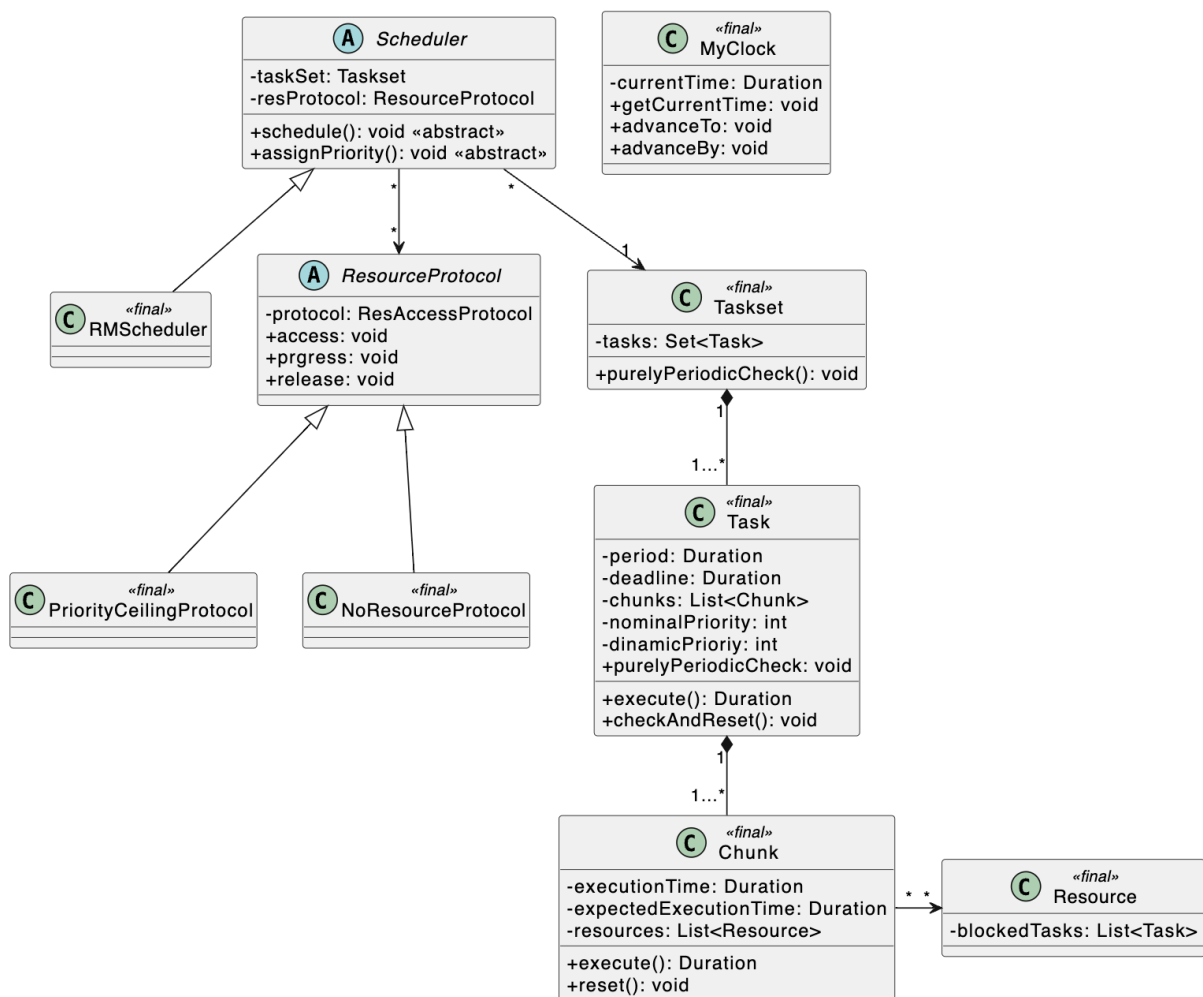 A Scheduler
-taskSet: Taskset
-resProtocol: ResourceProtocol
+schedule(): void «abstract»
+assignPriority(): void «abstract»
C «final»
MyClock
-currentTime: Duration
+getCurrentTime: void
+advanceTo: void
+advanceBy: void
*
*
*
1
C «final»
RMScheduler
A ResourceProtocol
-protocol: ResAccessProtocol
+access: void
+prgress: void
+release: void
C «final»
Taskset
-tasks: Set<Task>
+purelyPeriodicCheck(): void
1
1...*
C «final»
PriorityCeilingProtocol
C «final»
NoResourceProtocol
C «final»
Task
-period: Duration
-deadline: Duration
-chunks: List<Chunk>
-nominalPriority: int
-dinamicPrioriy: int
+purelyPeriodicCheck: void
+execute(): Duration
+checkAndReset(): void
1
1...*
C «final»
Chunk
-executionTime: Duration
-expectedExecutionTime: Duration
-resources: List<Resource>
+execute(): Duration
+reset(): void
* *
C «final»
Resource
-blockedTasks: List<Task>